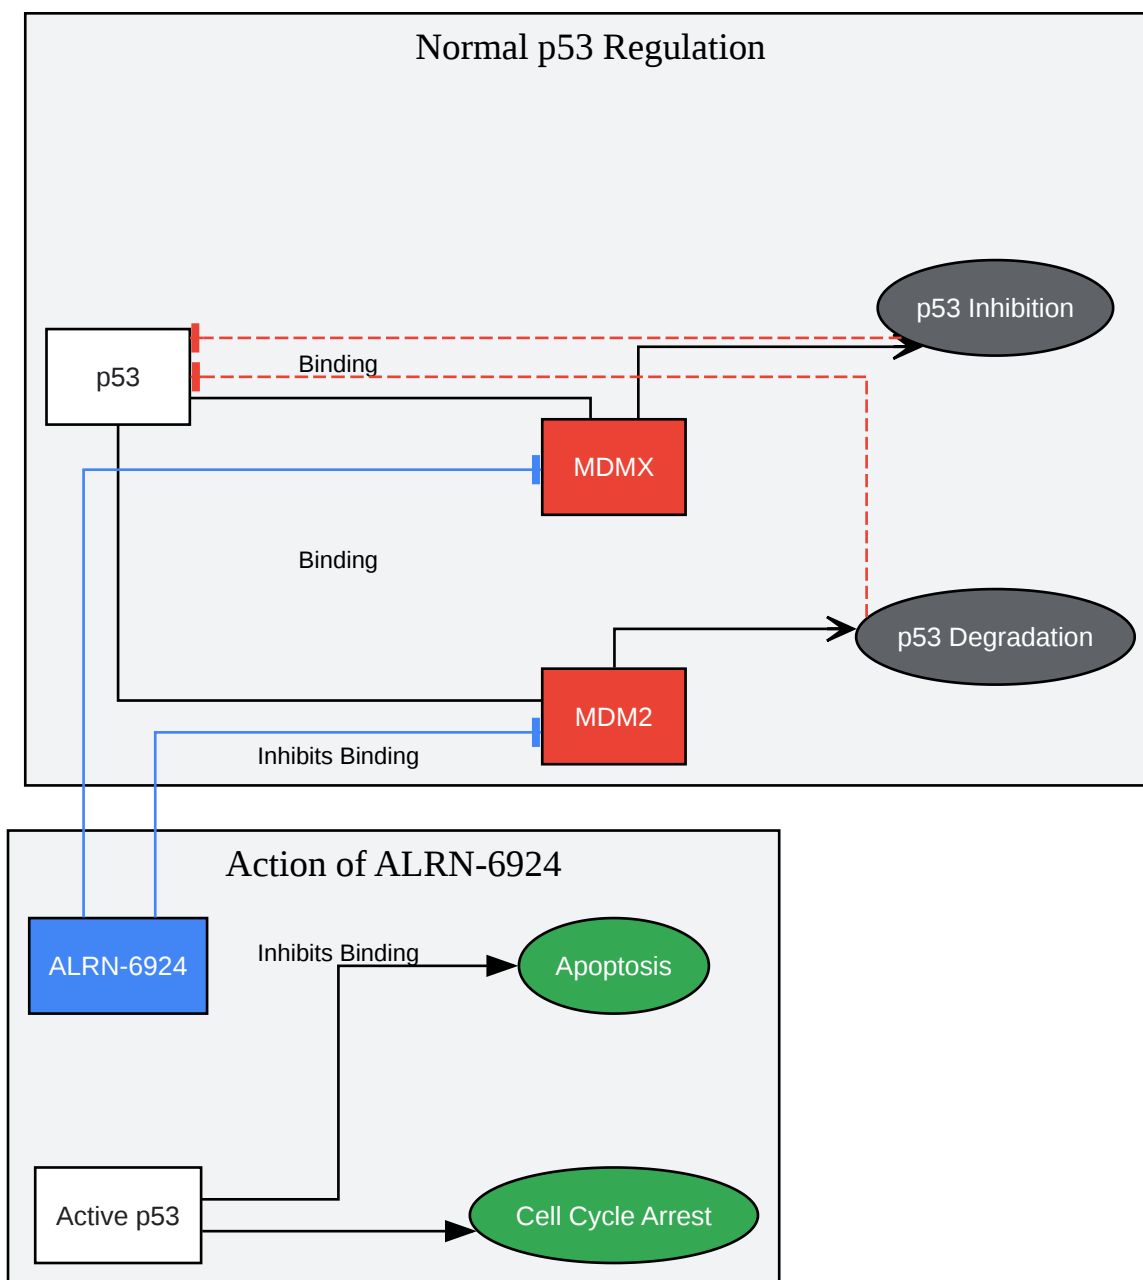 Normal p53 Regulation
p53 Inhibition
Binding
p53
MDMX
Binding
p53 Degradation
MDM2
Inhibits Binding
Action of ALRN-6924
Inhibits Binding
ALRN-6924
Apoptosis
Active p53
Cell Cycle Arrest